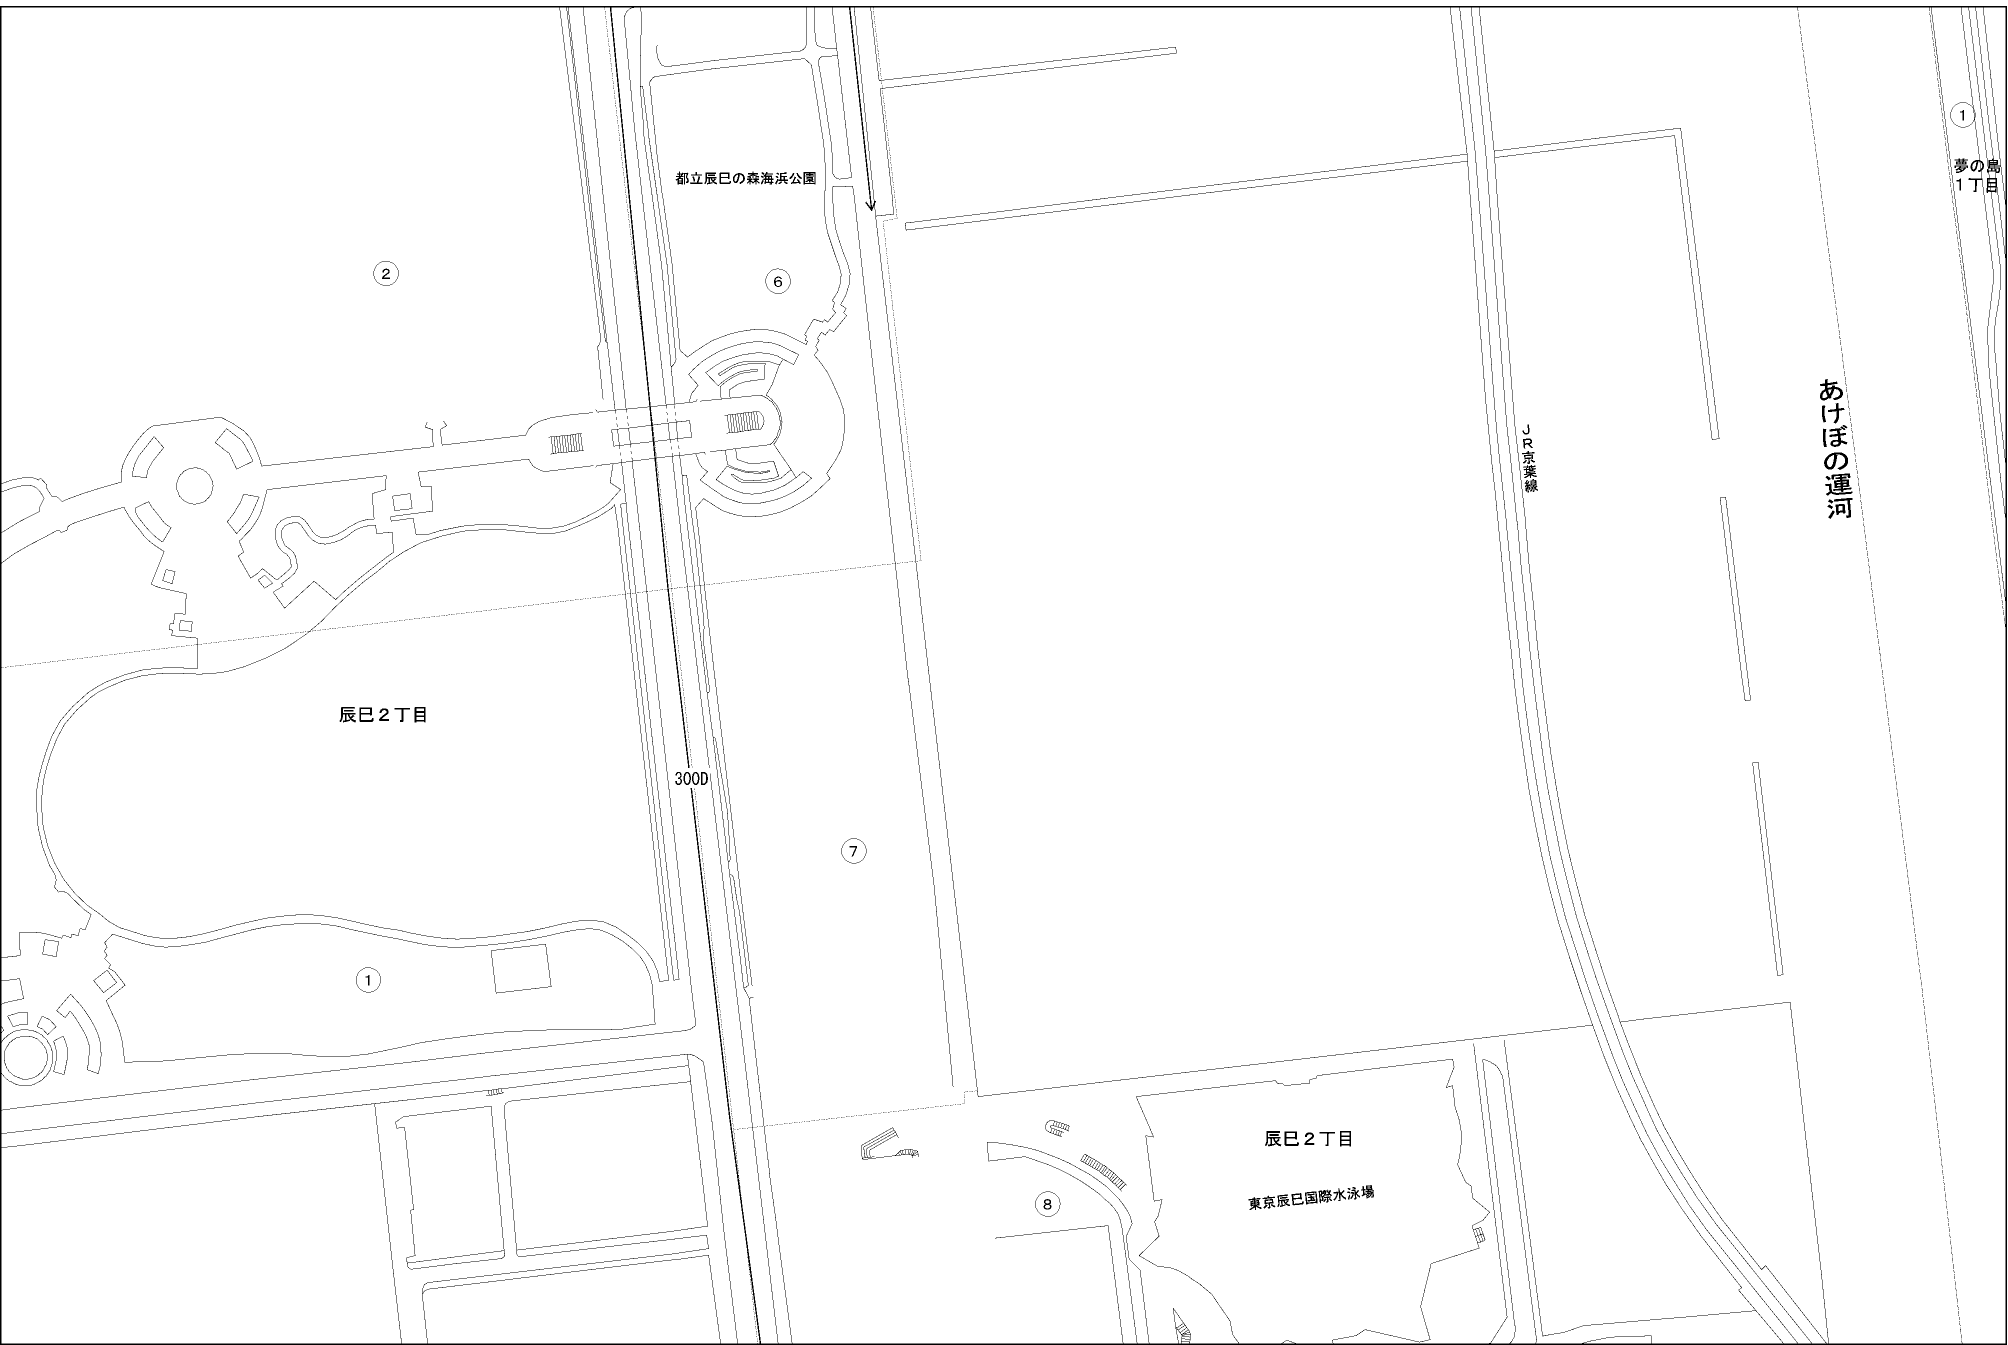 ①
夢の島
1丁目
都立辰巳の森海浜公園
②
⑥
あけぼの運河
JR京葉線
辰巳2丁目
300D
⑦
①
辰巳2丁目
東京辰巳国際水泳場
⑧